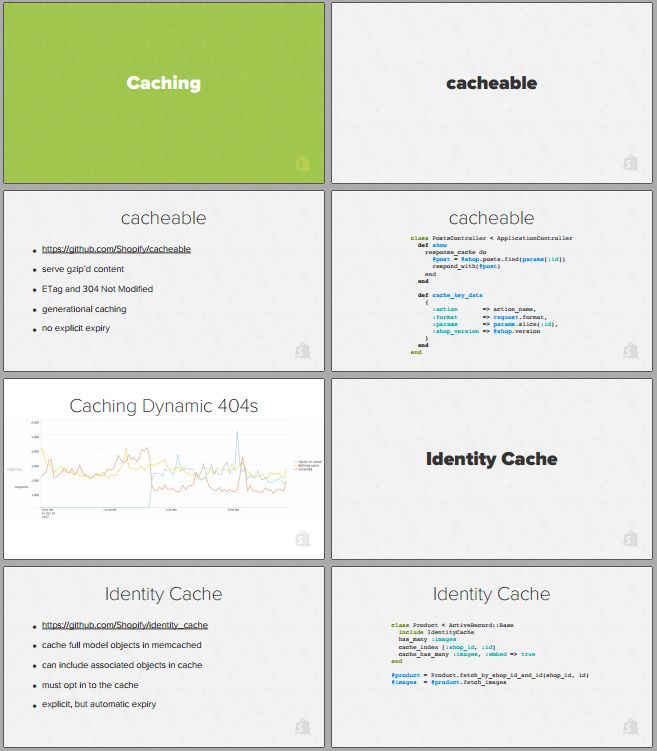 Caching
cacheable
cacheable
https://github.com/Shopify/cacheable
serve gzip'd content
ETag and 304 Not Modified
generational caching
no explicit expiry
cacheable
class PostsController < ApplicationController
def show
response_cache do
@post = @shop.posts.find(params[:id])
respond_with(@post)
end
end
def cache_key_data
{
:action => action_name,
:format => request.format,
:params => params.slice(:id),
:shop_version => @shop.version
}
end
end
Caching Dynamic 404s
Identity Cache
Identity Cache
https://github.com/Shopify/identity_cache
cache full model objects in memcached
can include associated objects in cache
must opt in to the cache
explicit, but automatic expiry
Identity Cache
class Product < ActiveRecord::Base
include IdentityCache
has_many :images
cache_index [:shop_id, :id]
cache_has_many :images, :embed => true
end
@product = Product.fetch_by_shop_id_and_id(shop_id, id)
@images = @product.fetch_images